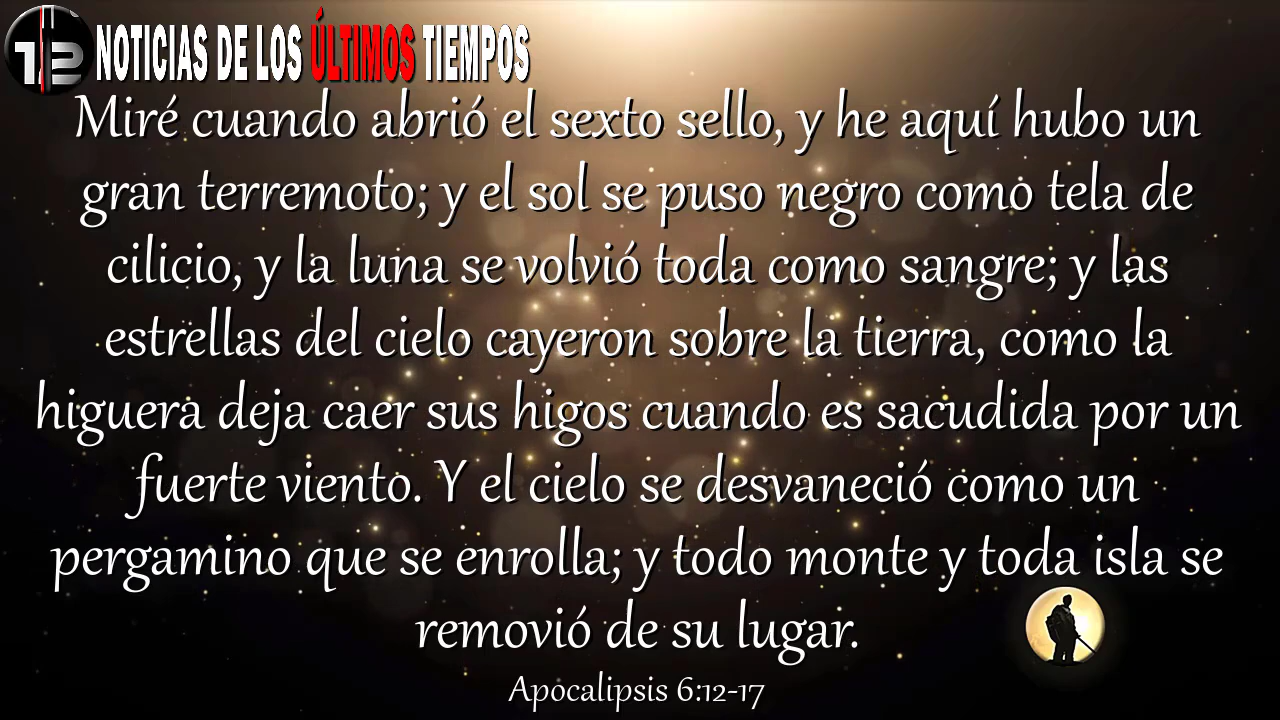 12 NOTICIAS DE LOS ÚLTIMOS TIEMPOS
Miré cuando abrió el sexto sello, y he aquí hubo un
gran terremoto; y el sol se puso negro como tela de
cilicio, y la luna se volvió toda como sangre; y las
estrellas del cielo cayeron sobre la tierra, como la
higuera deja caer sus higos cuando es sacudida por un
fuerte viento. Y el cielo se desvaneció como un
pergamino que se enrolla; y todo monte y toda isla se
removió de su lugar.
Apocalipsis 6:12-17